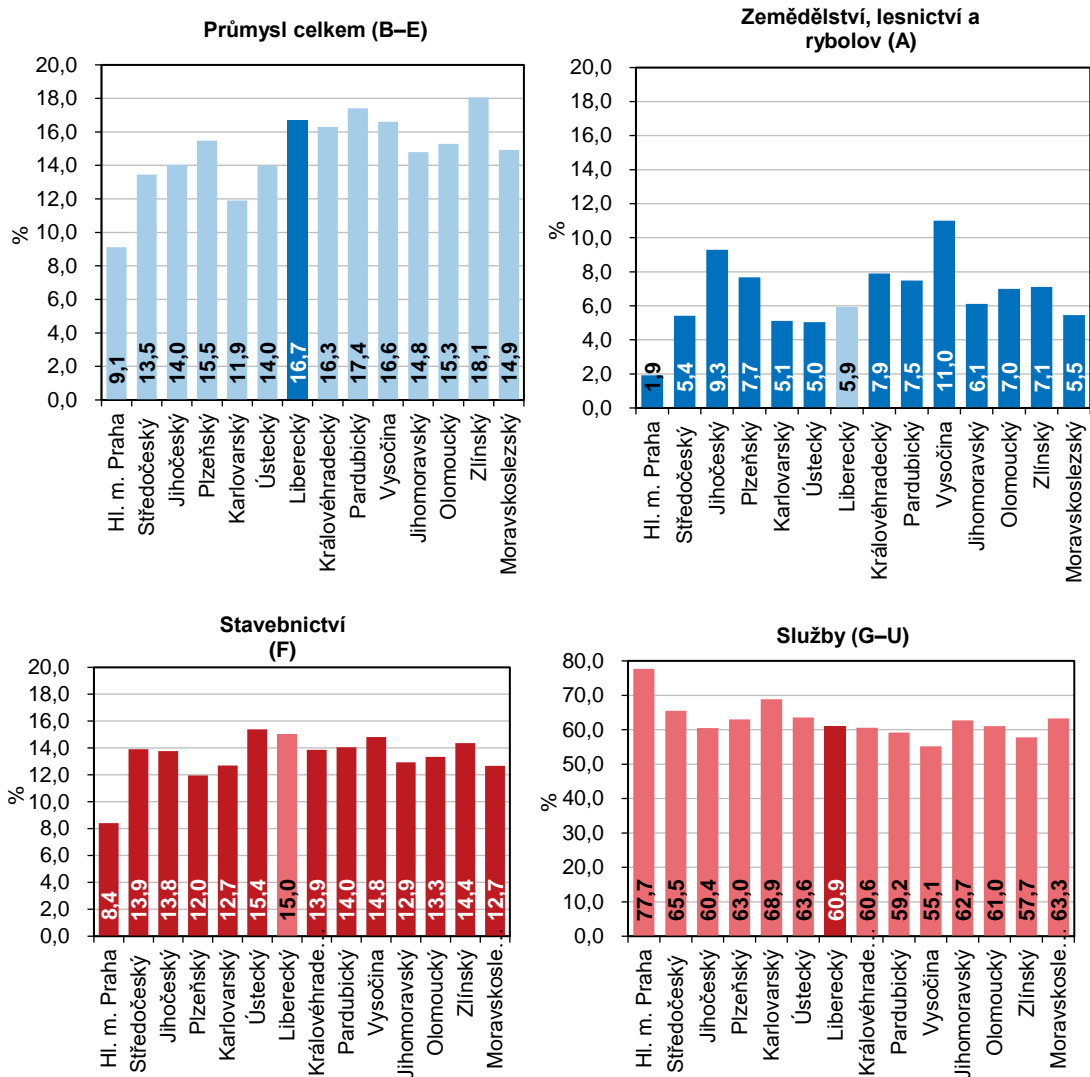 Průmysl celkem (B–E)
20,0
18,0
16,0
14,0
12,0
10,0
8,0
6,0
4,0
2,0
0,0
%
9,1
13,5
14,0
15,5
11,9
14,0
16,7
16,3
17,4
16,6
14,8
15,3
18,1
14,9
Hl. m. Praha
Středočeský
Jihočeský
Plzeňský
Karlovarský
Ústecký
Liberecký
Královéhradecký
Pardubický
Vysočina
Jihomoravský
Olomoucký
Zlínský
Moravskoslezský
Zemědělství, lesnictví a
rybolov (A)
20,0
18,0
16,0
14,0
12,0
10,0
8,0
6,0
4,0
2,0
0,0
%
1,9
5,4
9,3
7,7
5,1
5,0
5,9
7,9
7,5
11,0
6,1
7,0
7,1
5,5
Hl. m. Praha
Středočeský
Jihočeský
Plzeňský
Karlovarský
Ústecký
Liberecký
Královéhradecký
Pardubický
Vysočina
Jihomoravský
Olomoucký
Zlínský
Moravskoslezský
Stavebnictví
(F)
20,0
18,0
16,0
14,0
12,0
10,0
8,0
6,0
4,0
2,0
0,0
%
8,4
13,9
13,8
12,0
12,7
15,4
15,0
13,9
14,0
14,8
12,9
13,3
14,4
12,7
Hl. m. Praha
Středočeský
Jihočeský
Plzeňský
Karlovarský
Ústecký
Liberecký
Královéhrade…
Pardubický
Vysočina
Jihomoravský
Olomoucký
Zlínský
Moravskosle…
Služby (G–U)
80,0
70,0
60,0
50,0
40,0
30,0
20,0
10,0
0,0
%
77,7
65,5
60,4
63,0
68,9
63,6
60,9
60,6
59,2
55,1
62,7
61,0
57,7
63,3
Hl. m. Praha
Středočeský
Jihočeský
Plzeňský
Karlovarský
Ústecký
Liberecký
Královéhrade…
Pardubický
Vysočina
Jihomoravský
Olomoucký
Zlínský
Moravskosle…